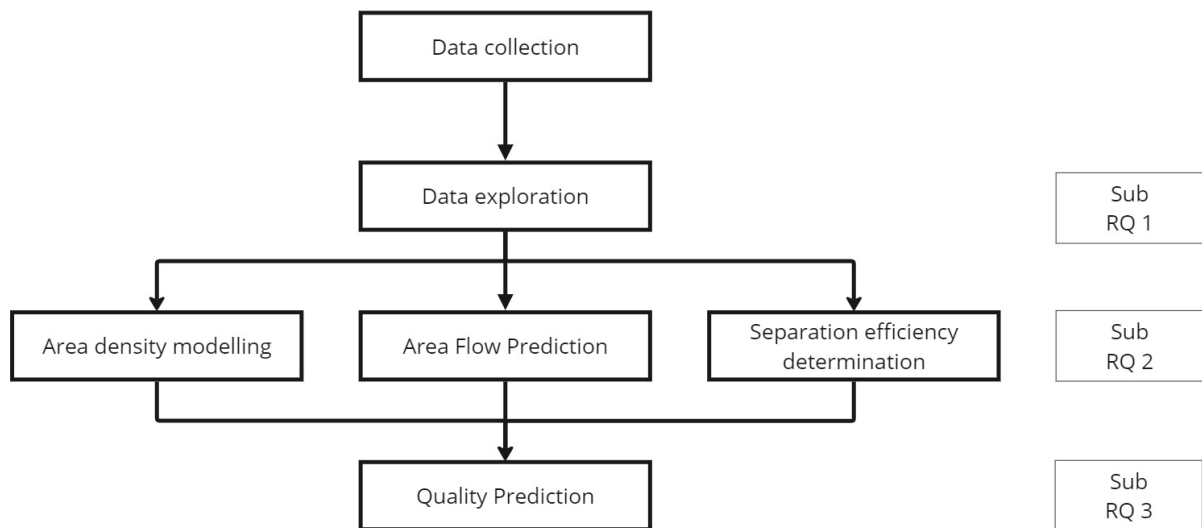 Data collection
Data exploration
Sub
RQ 1
Area density modelling
Area Flow Prediction
Separation efficiency
determination
Sub
RQ 2
Quality Prediction
Sub
RQ 3